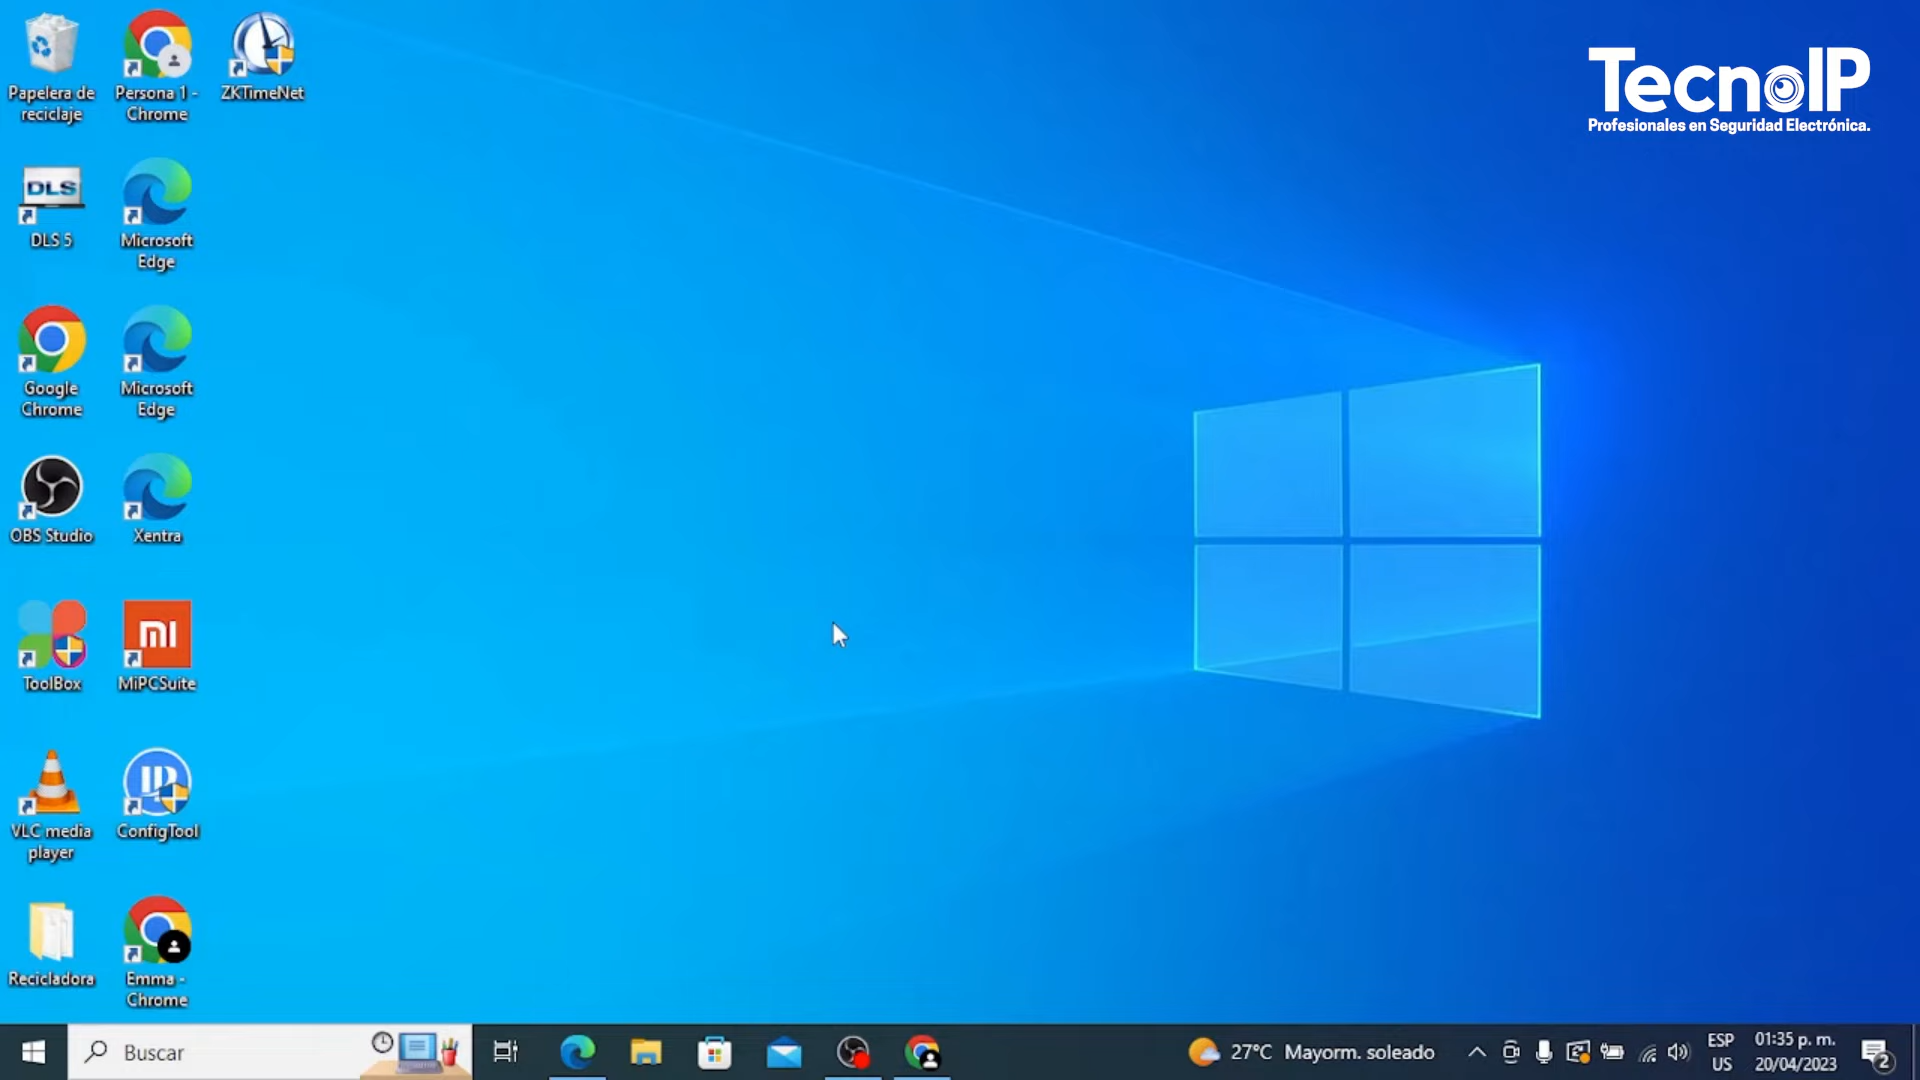 TecnoIP
Profesionales en Seguridad Electrónica.
Papelera de
reciclaje
Persona 1 -
Chrome
ZKTimeNet
DLS
DLS 5
Microsoft
Edge
Google
Chrome
Microsoft
Edge
OBS Studio
Xentra
ToolBox
MI
MiPCSuite
VLC media
player
IP
ConfigTool
Recicladora
Emma -
Chrome
Buscar
27°C Mayorm. soleado
ESP
US
01:35 p. m.
20/04/2023
2